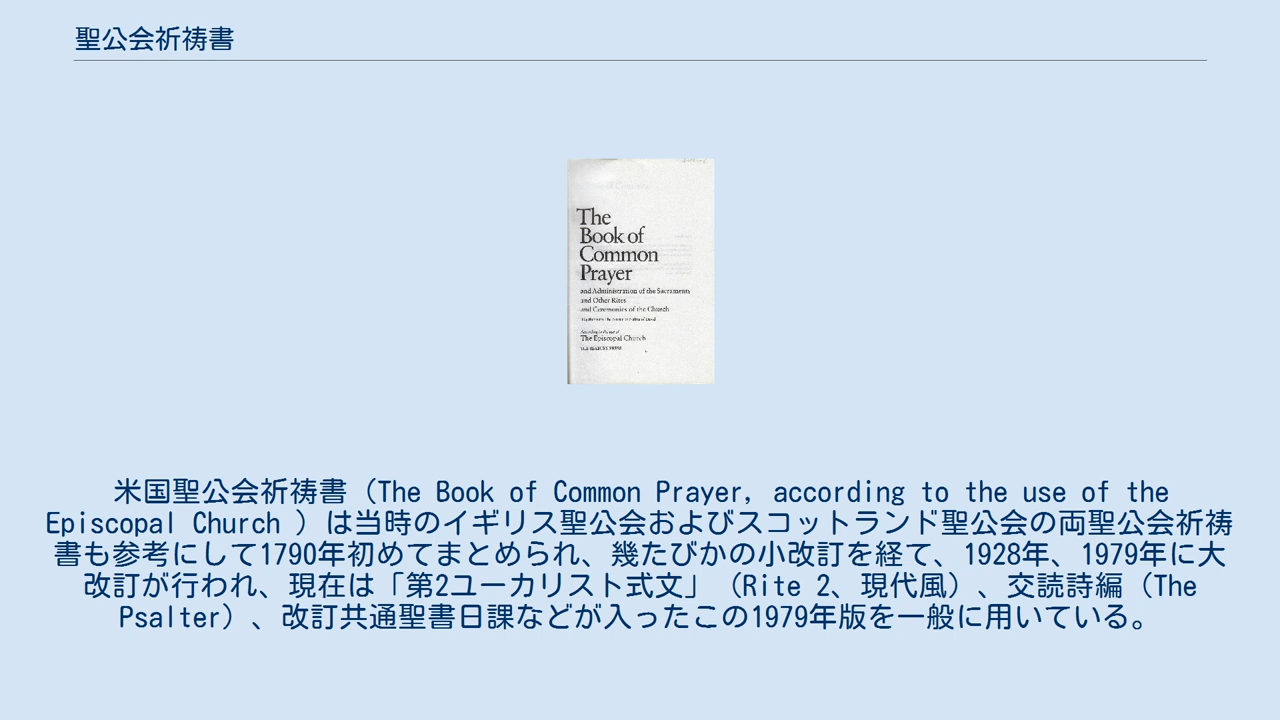 聖公会祈祷書
The
Book of
Common
Prayer
and Administration of the Sacraments
and Other Rites
and Ceremonies of the Church
The Episcopal Church
米国聖公会祈祷書（The Book of Common Prayer, according to the use of the
Episcopal Church ）は当時のイギリス聖公会およびスコットランド聖公会の両聖公会祈祷
書も参考にして1790年初めてまとめられ、幾たびかの小改訂を経て、1928年、1979年に大
改訂が行われ、現在は「第2ユーカリスト式文」（Rite 2、現代風）、交読詩編（The
Psalter）、改訂共通聖書日課などが入ったこの1979年版を一般に用いている。